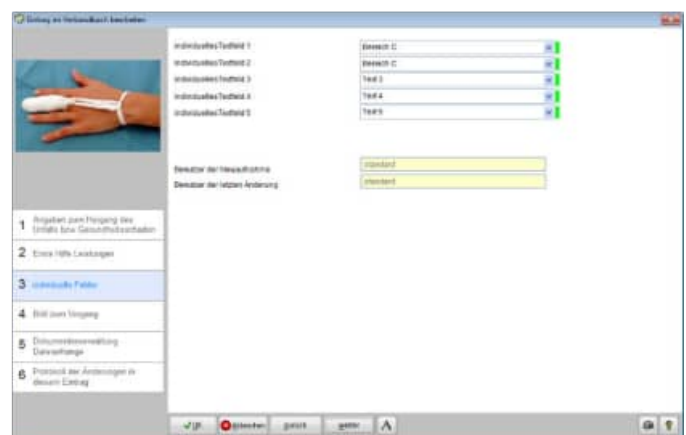 Eintrag im Verbandbuch bearbeiten
individuelles Textfeld 1
Bereich C
individuelles Textfeld 2
Bereich C
individuelles Textfeld 3
Text 3
individuelles Textfeld 4
Text 4
individuelles Textfeld 5
Text 5
Benutzer der Neuaufnahme
standard
Benutzer der letzten Änderung
standard
1 Angaben zum Hergang des
Unfalls bzw. Gesundheitsschaden
2 Erste Hilfe Leistungen
3 individuelle Felder
4 Bild zum Vorgang
5 Dokumentenverwaltung
Dateianhänge
6 Protokoll der Änderungen in
diesem Eintrag
OK Abbrechen zurück weiter A